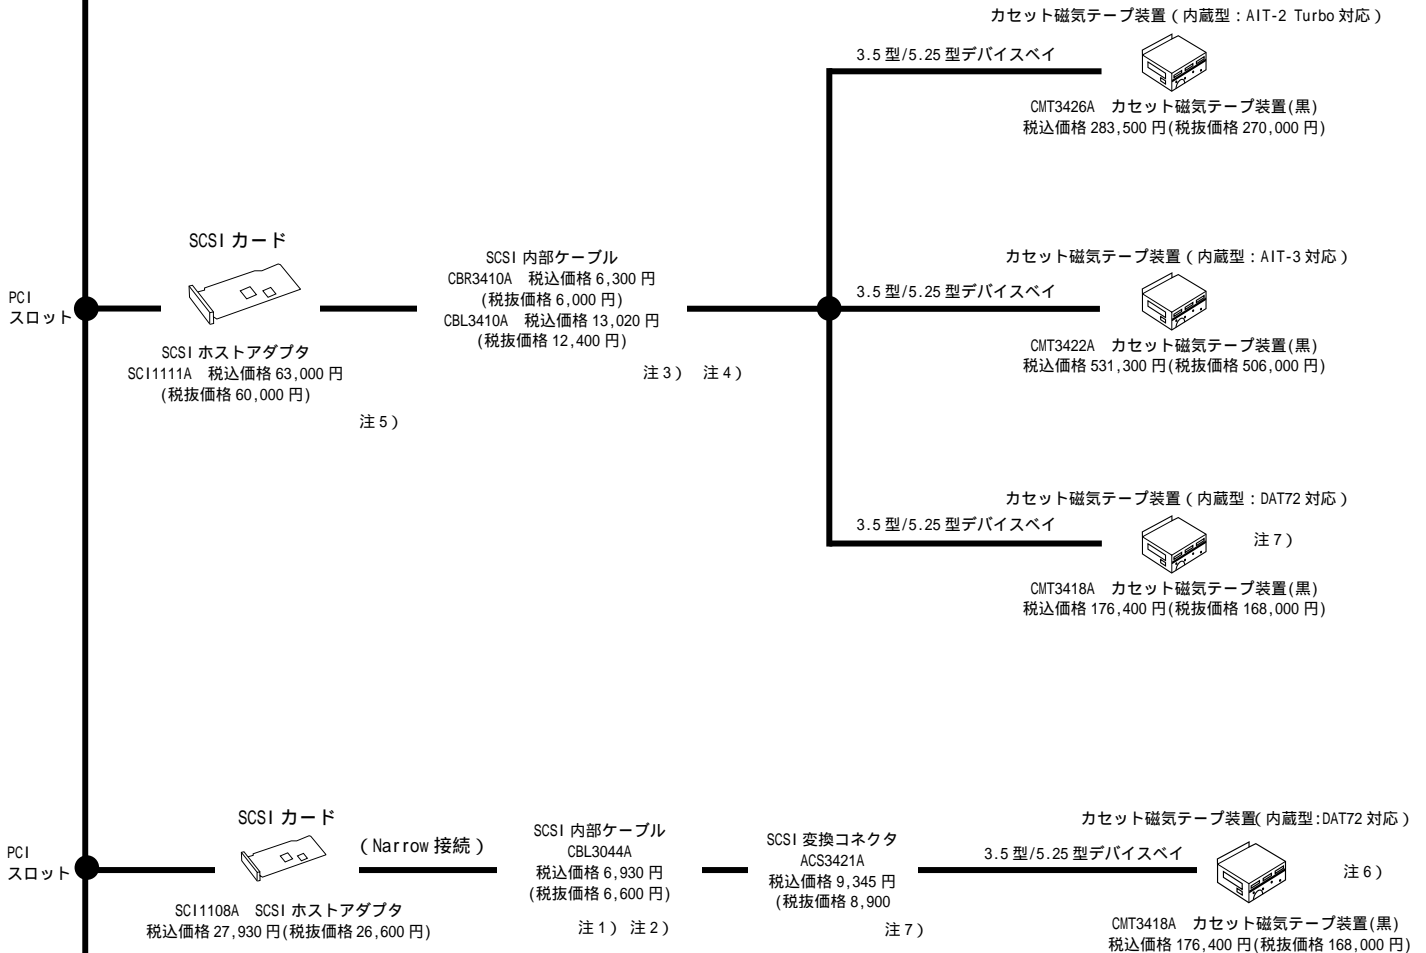 カセット磁気テープ装置（内蔵型：AIT-2 Turbo 対応）
3.5 型/5.25 型デバイスベイ
CMT3426A　カセット磁気テープ装置(黒)
税込価格 283,500 円(税抜価格 270,000 円)
SCSI カード
SCSI 内部ケーブル
CBR3410A　税込価格 6,300 円
(税抜価格 6,000 円)
CBL3410A　税込価格 13,020 円
(税抜価格 12,400 円)
注 3）　注 4）
カセット磁気テープ装置（内蔵型：AIT-3 対応）
3.5 型/5.25 型デバイスベイ
CMT3422A　カセット磁気テープ装置(黒)
税込価格 531,300 円(税抜価格 506,000 円)
PCI
スロット
SCSI ホストアダプタ
SCI1111A　税込価格 63,000 円
(税抜価格 60,000 円)
注 5）
カセット磁気テープ装置（内蔵型：DAT72 対応）
3.5 型/5.25 型デバイスベイ
注 7）
CMT3418A　カセット磁気テープ装置(黒)
税込価格 176,400 円(税抜価格 168,000 円)
PCI
スロット
SCSI カード
（Narrow 接続）
SCI1108A　SCSI ホストアダプタ
税込価格 27,930 円(税抜価格 26,600 円)
SCSI 内部ケーブル
CBL3044A
税込価格 6,930 円
(税抜価格 6,600 円)
注 1） 注 2）
SCSI 変換コネクタ
ACS3421A
税込価格 9,345 円
(税抜価格 8,900
注 7）
カセット磁気テープ装置（内蔵型:DAT72 対応）
3.5 型/5.25 型デバイスベイ
注 6）
CMT3418A　カセット磁気テープ装置(黒)
税込価格 176,400 円(税抜価格 168,000 円)